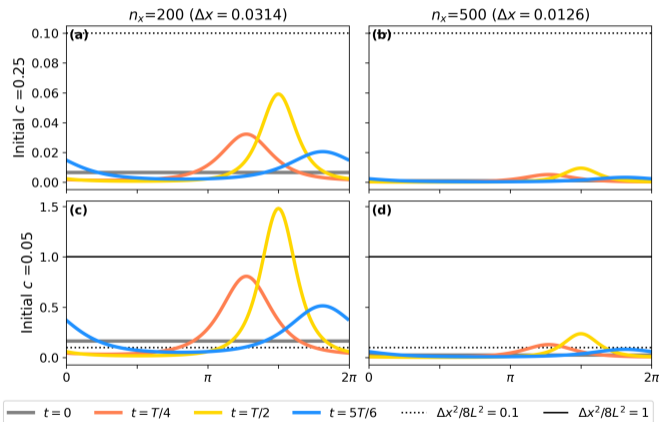 nₓ=200 (Δx = 0.0314)
nₓ=500 (Δx = 0.0126)
Initial c =0.25
0.10
0.08
0.06
0.04
0.02
0.00
(a)
(b)
Initial c =0.05
1.5
1.0
0.5
0.0
(c)
(d)
0
π
2π
0
π
2π
t = 0
t = T/4
t = T/2
t = 5T/6
Δx²/8L² = 0.1
Δx²/8L² = 1